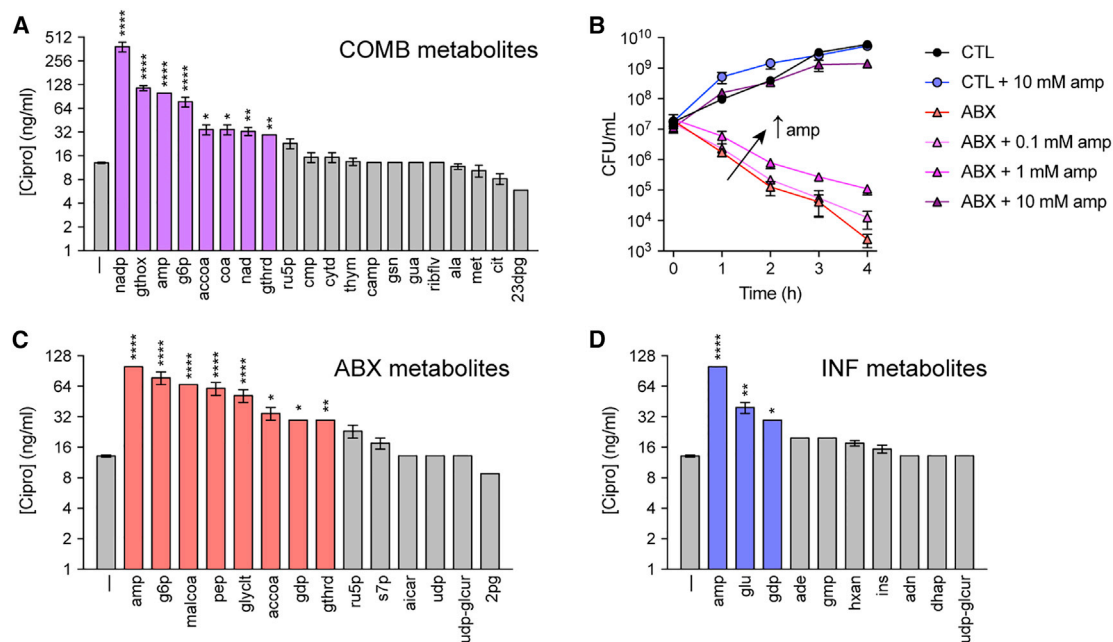 A
COMB metabolites
[Cipro] (ng/ml)
512
256
128
64
32
16
8
4
2
1
**** **** **** **** * * ** **
— nadp gthox amp g6p accoa coa nad gthrd ru5p cmp cytd thym camp gsn gua ribflv ala met cit 23dpg
B
CFU/mL
10^10
10^9
10^8
10^7
10^6
10^5
10^4
10^3
↑amp
0 1 2 3 4
Time (h)
CTL
CTL + 10 mM amp
ABX
ABX + 0.1 mM amp
ABX + 1 mM amp
ABX + 10 mM amp
C
ABX metabolites
[Cipro] (ng/ml)
128
64
32
16
8
4
2
1
**** **** **** **** **** * * **
— amp g6p malcoa pep glyclt accoa gdp gthrd ru5p s7p aicar udp udp-glcur 2pg
D
INF metabolites
[Cipro] (ng/ml)
128
64
32
16
8
4
2
1
**** ** *
— amp glu gdp ade gmp hxan ins adn dhap udp-glcur